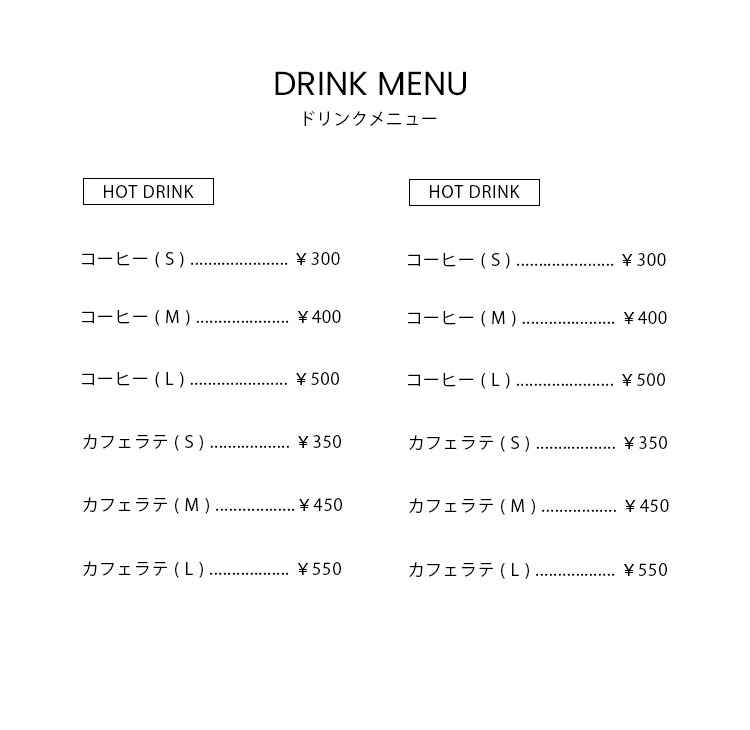 DRINK MENU
ドリンクメニュー
HOT DRINK
コーヒー ( S ) ...................... ¥300
コーヒー ( M ) ..................... ¥400
コーヒー ( L ) ...................... ¥500
カフェラテ ( S ) .................. ¥350
カフェラテ ( M ) .................. ¥450
カフェラテ ( L ) .................. ¥550
HOT DRINK
コーヒー ( S ) ...................... ¥300
コーヒー ( M ) ..................... ¥400
コーヒー ( L ) ...................... ¥500
カフェラテ ( S ) .................. ¥350
カフェラテ ( M ) ................. ¥450
カフェラテ ( L ) .................. ¥550